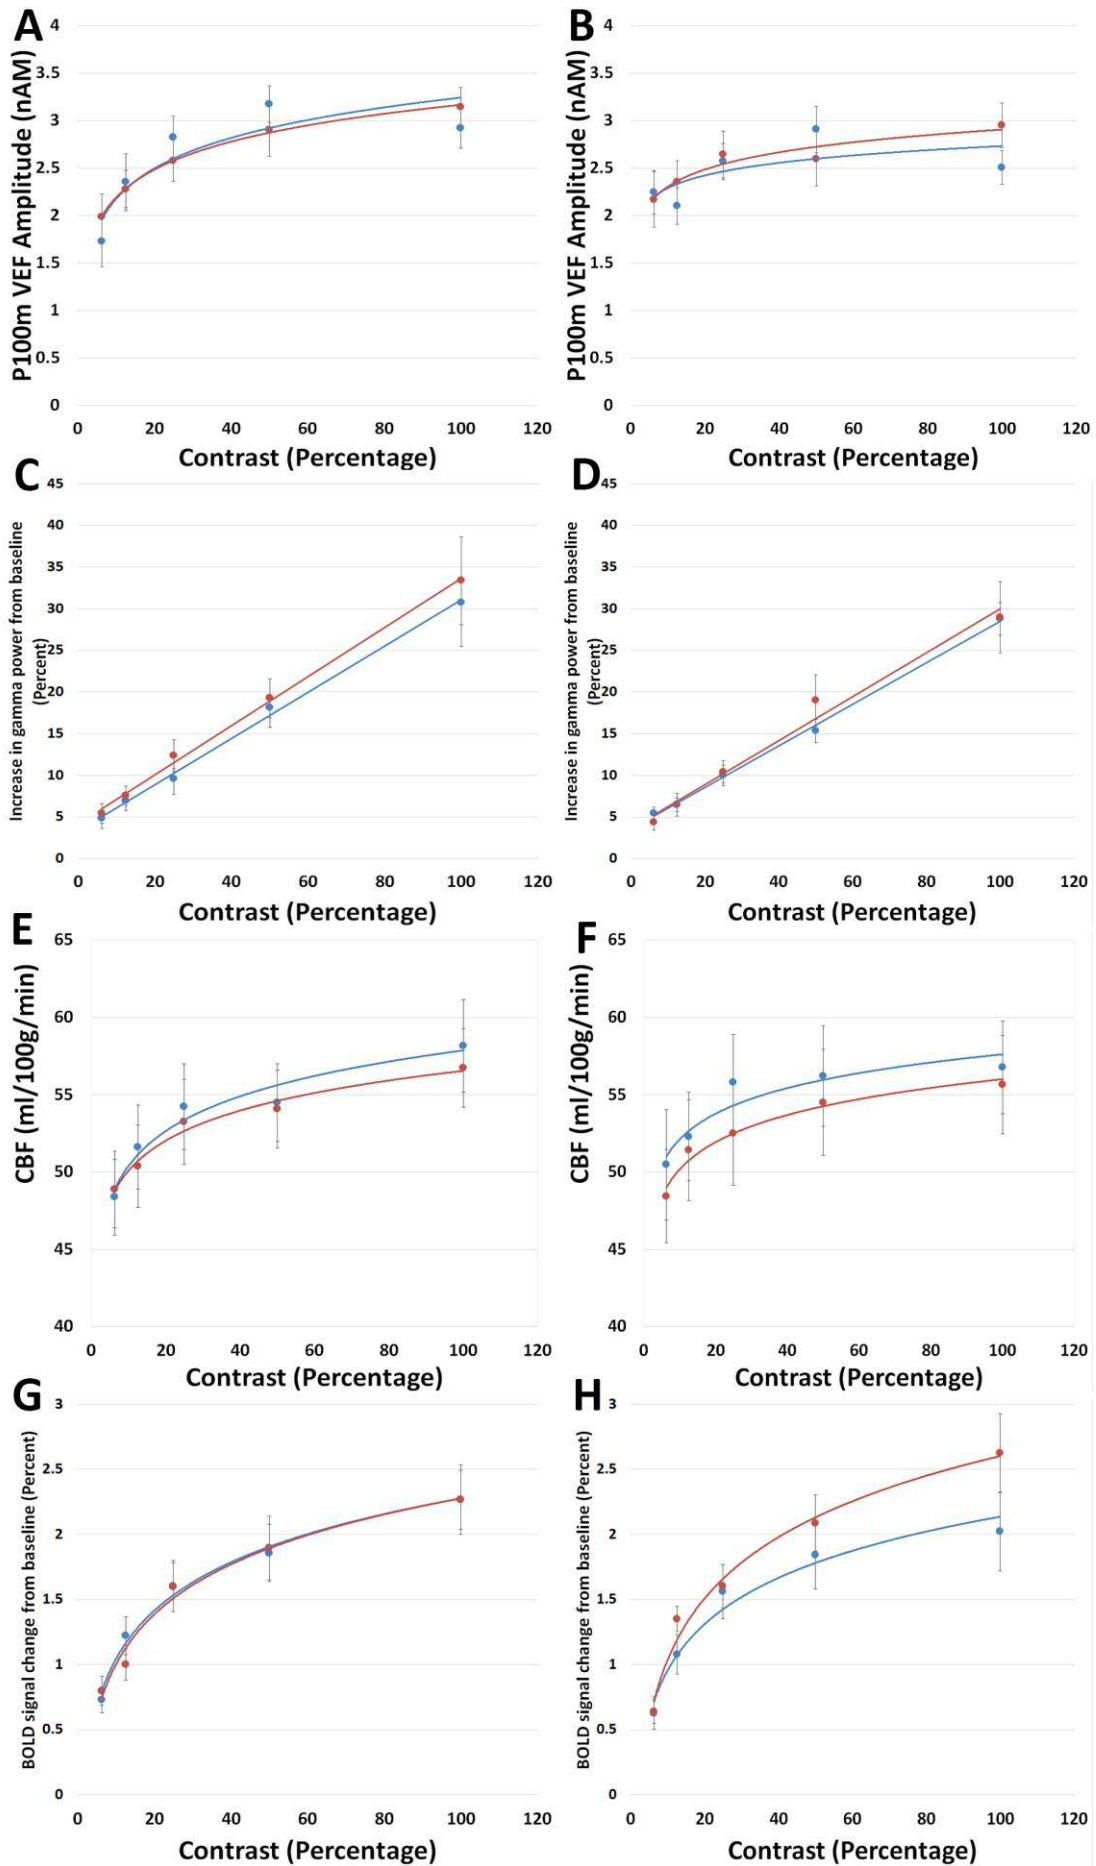 A
P100m VEF Amplitude (nAM)
4
3.5
3
2.5
2
1.5
1
0.5
0
0 20 40 60 80 100 120
Contrast (Percentage)
B
P100m VEF Amplitude (nAM)
4
3.5
3
2.5
2
1.5
1
0.5
0
0 20 40 60 80 100 120
Contrast (Percentage)
C
Increase in gamma power from baseline
(Percent)
45
40
35
30
25
20
15
10
5
0
0 20 40 60 80 100 120
Contrast (Percentage)
D
Increase in gamma power from baseline
(Percent)
45
40
35
30
25
20
15
10
5
0
0 20 40 60 80 100 120
Contrast (Percentage)
E
CBF (ml/100g/min)
65
60
55
50
45
40
0 20 40 60 80 100 120
Contrast (Percentage)
F
CBF (ml/100g/min)
65
60
55
50
45
40
0 20 40 60 80 100 120
Contrast (Percentage)
G
BOLD signal change from baseline (Percent)
3
2.5
2
1.5
1
0.5
0
0 20 40 60 80 100 120
Contrast (Percentage)
H
BOLD signal change from baseline (Percent)
3
2.5
2
1.5
1
0.5
0
0 20 40 60 80 100 120
Contrast (Percentage)